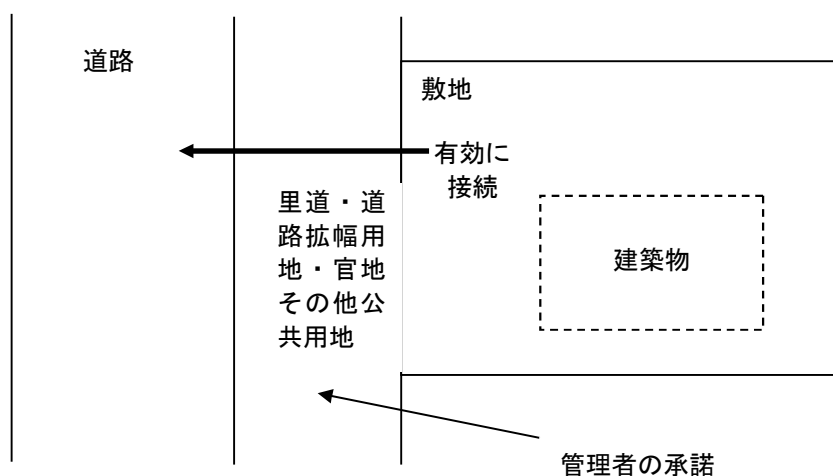 道路
敷地
有効に
接続
里道・道
路拡幅用
地・官地
その他公
共用地
建築物
管理者の承諾